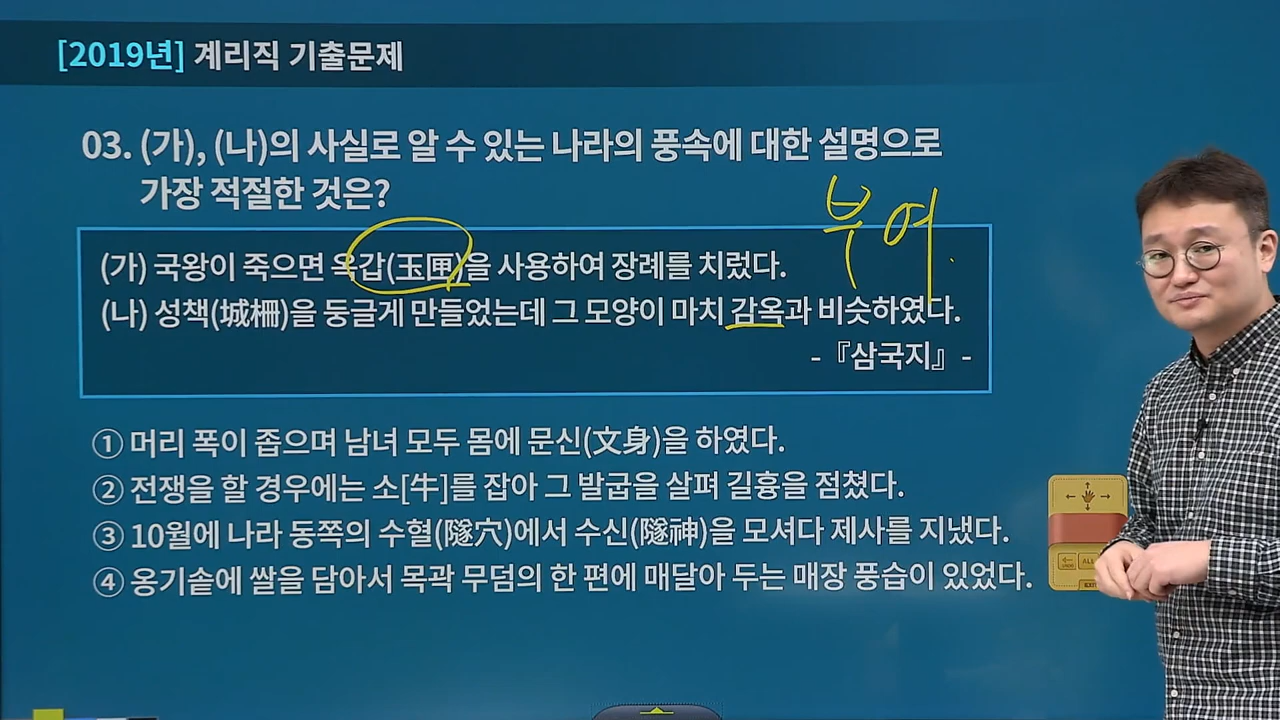 [2019년] 계리직 기출문제
03. (가), (나)의 사실로 알 수 있는 나라의 풍속에 대한 설명으로
가장 적절한 것은?
부여
(가) 국왕이 죽으면 옥갑(玉匣)을 사용하여 장례를 치렀다.
(나) 성책(城柵)을 둥글게 만들었는데 그 모양이 마치 감옥과 비슷하였다.
-『삼국지』-
① 머리 폭이 좁으며 남녀 모두 몸에 문신(文身)을 하였다.
② 전쟁을 할 경우에는 소[牛]를 잡아 그 발굽을 살펴 길흉을 점쳤다.
③ 10월에 나라 동쪽의 수혈(隧穴)에서 수신(隧神)을 모셔다 제사를 지냈다.
④ 옹기솥에 쌀을 담아서 목곽 무덤의 한 편에 매달아 두는 매장 풍습이 있었다.